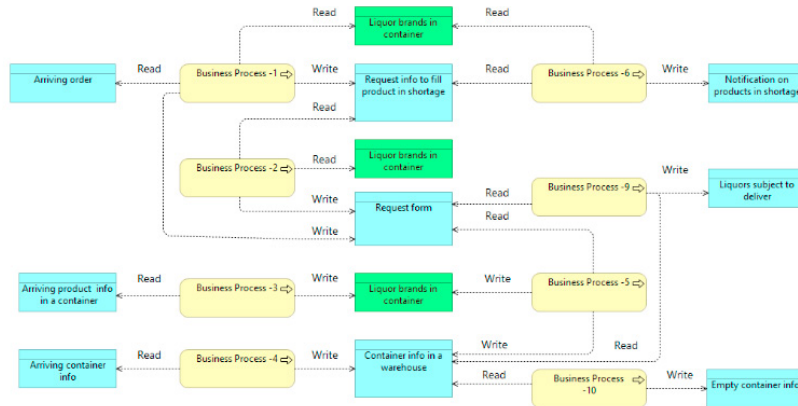 Read
Liquor brands in
container
Read
Arriving order
Read
Business Process -1
Write
Request info to fill
product in shortage
Read
Business Process -6
Write
Notification on
products in shortage
Read
Business Process -2
Read
Liquor brands in
container
Write
Request form
Read
Business Process -9
Write
Liquors subject to
deliver
Write
Read
Arriving product info
in a container
Read
Business Process -3
Write
Liquor brands in
container
Write
Business Process -5
Write
Read
Arriving container
info
Read
Business Process -4
Write
Container info in a
warehouse
Read
Business Process
-10
Write
Empty container info